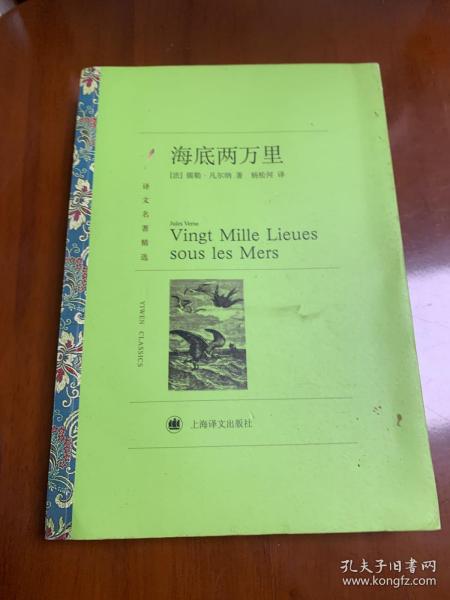 海底两万里
[法] 儒勒·凡尔纳 著 杨松河 译
译文名著精选
YIWEN CLASSICS
Jules Verne
Vingt Mille Lieues
sous les Mers
上海译文出版社
孔夫子旧书网
www.kongfz.com